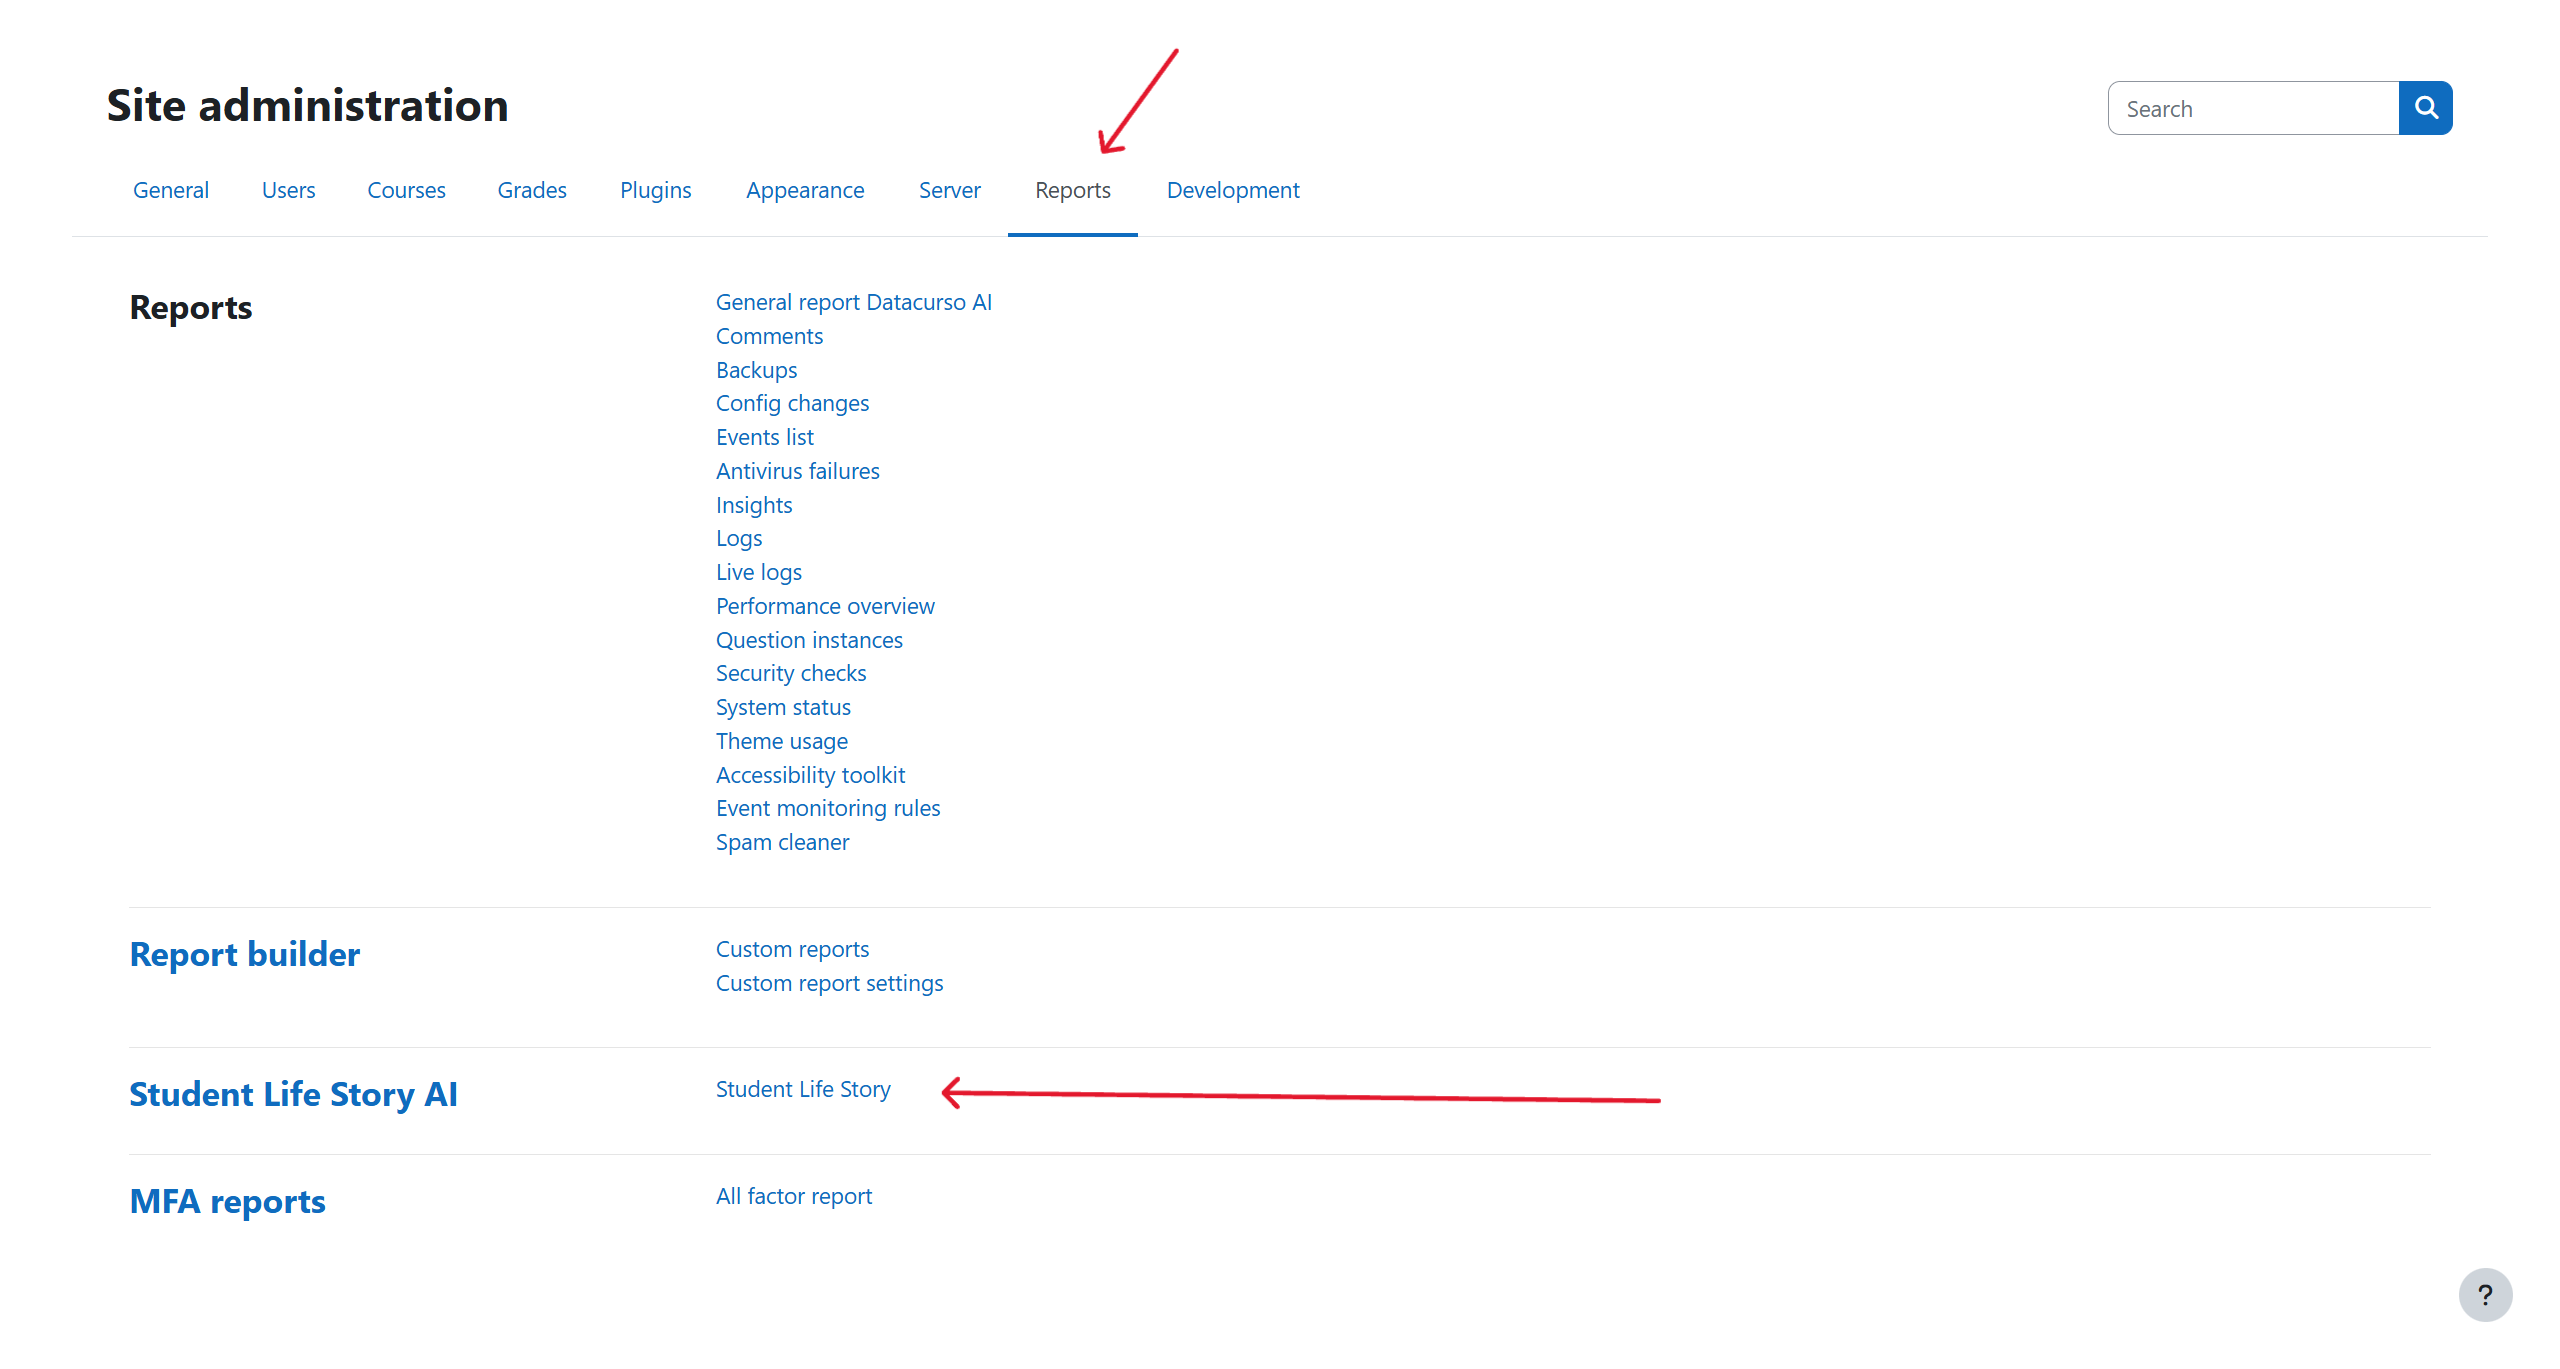 Site administration
Search
General Users Courses Grades Plugins Appearance Server Reports Development
Reports
General report Datacurso AI
Comments
Backups
Config changes
Events list
Antivirus failures
Insights
Logs
Live logs
Performance overview
Question instances
Security checks
System status
Theme usage
Accessibility toolkit
Event monitoring rules
Spam cleaner
Report builder
Custom reports
Custom report settings
Student Life Story AI
Student Life Story
MFA reports
All factor report
?